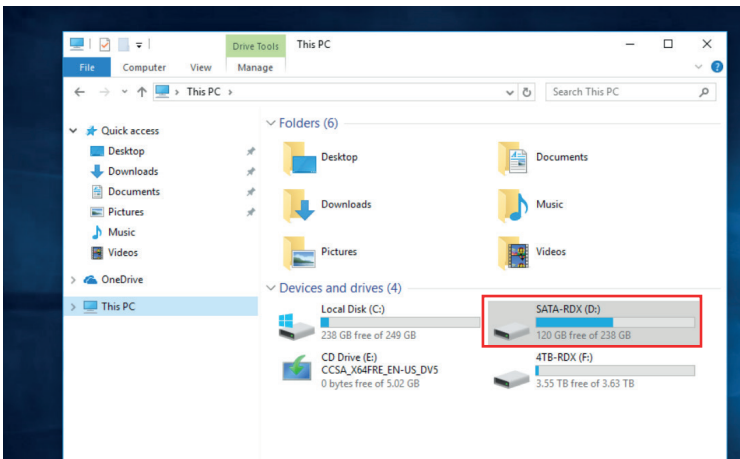 Drive Tools
This PC
File
Computer
View
Manage
This PC
Search This PC
Quick access
Desktop
Downloads
Documents
Pictures
Music
Videos
OneDrive
This PC
Folders (6)
Desktop
Documents
Downloads
Music
Pictures
Videos
Devices and drives (4)
Local Disk (C:)
238 GB free of 249 GB
SATA-RDX (D:)
120 GB free of 238 GB
CD Drive (E:)
CCSA_X64FRE_EN-US_DV5
0 bytes free of 5.02 GB
4TB-RDX (F:)
3.55 TB free of 3.63 TB